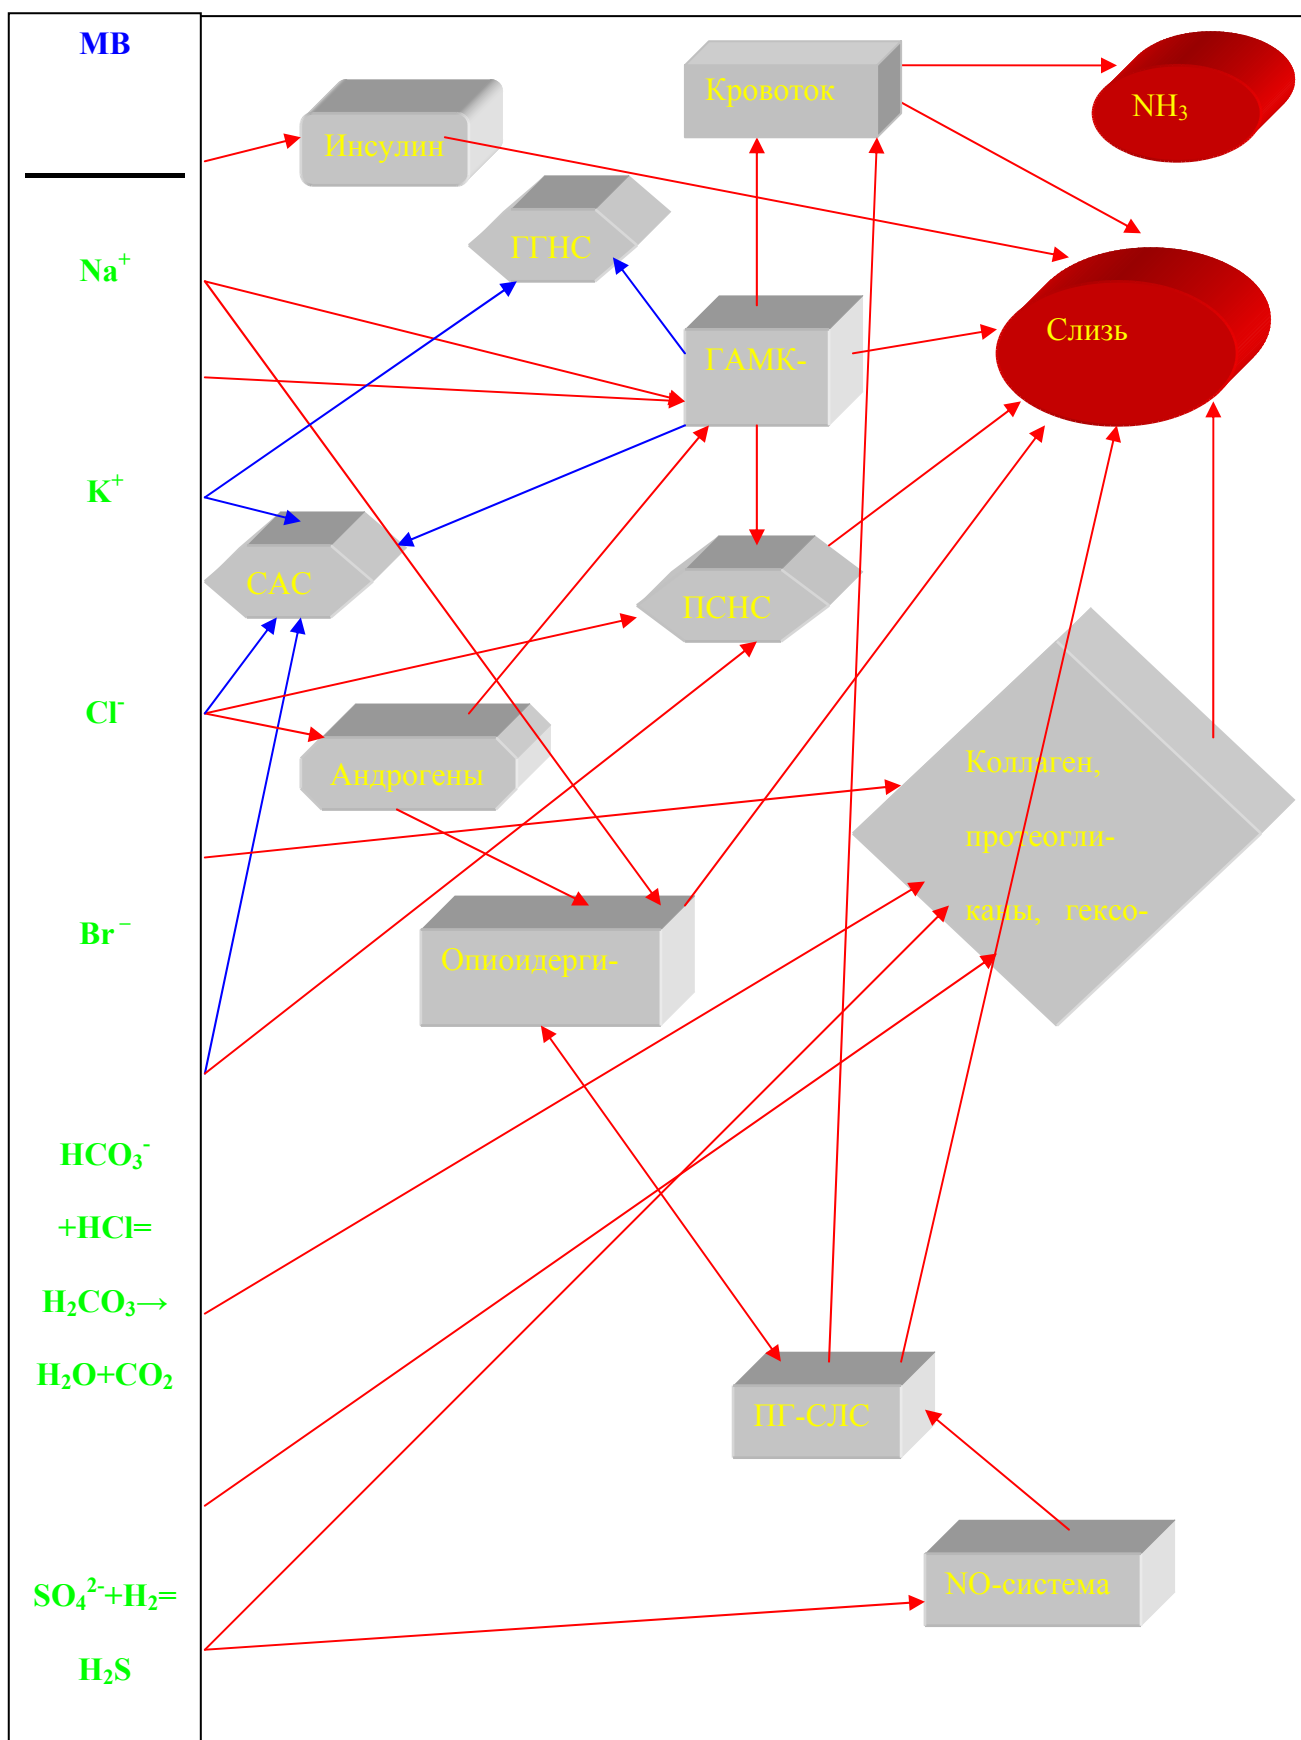 МВ
Na⁺
K⁺
Cl⁻
Br⁻
HCO₃⁻
+HCl=
H₂CO₃→
H₂O+CO₂
SO₄²⁻+H₂=
H₂S
Кровоток
NH₃
Инсулин
ГГНС
Слизь
ГАМК-
САС
ПСНС
Андрогены
Коллаген,
протеогли-
каны, гексо-
Опиоидерги-
ПГ-СЛС
NO-система